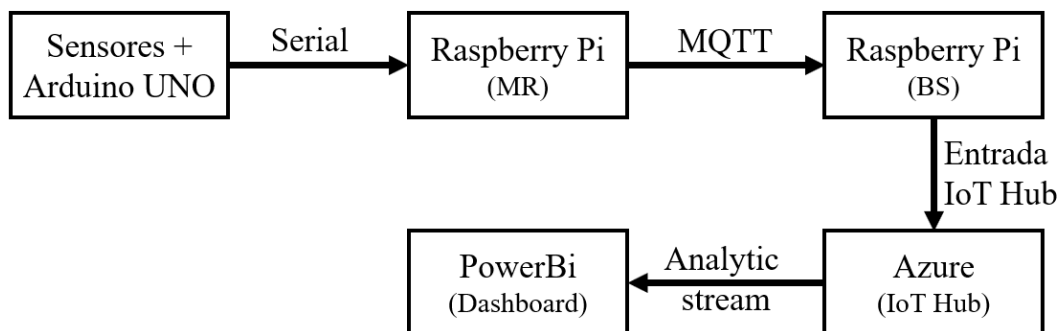 Sensores +
Arduino UNO
Serial
Raspberry Pi
(MR)
MQTT
Raspberry Pi
(BS)
Entrada
IoT Hub
PowerBi
(Dashboard)
Analytic
stream
Azure
(IoT Hub)